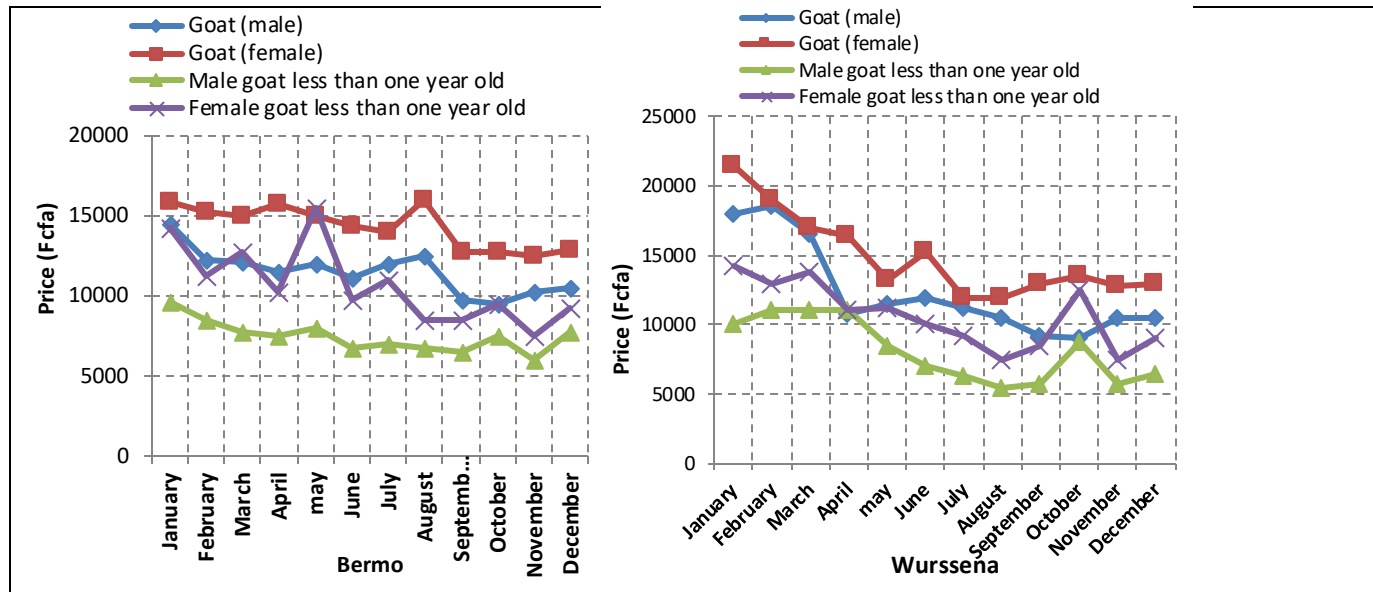 Goat (male)
Goat (female)
Male goat less than one year old
Female goat less than one year old
20000
15000
10000
5000
0
Price (Fcfa)
January
February
March
April
may
June
July
August
Septemb...
October
November
December
Bermo
Goat (male)
Goat (female)
Male goat less than one year old
Female goat less than one year old
25000
20000
15000
10000
5000
0
Price (Fcfa)
January
February
March
April
may
June
July
August
September
October
November
December
Wurssena